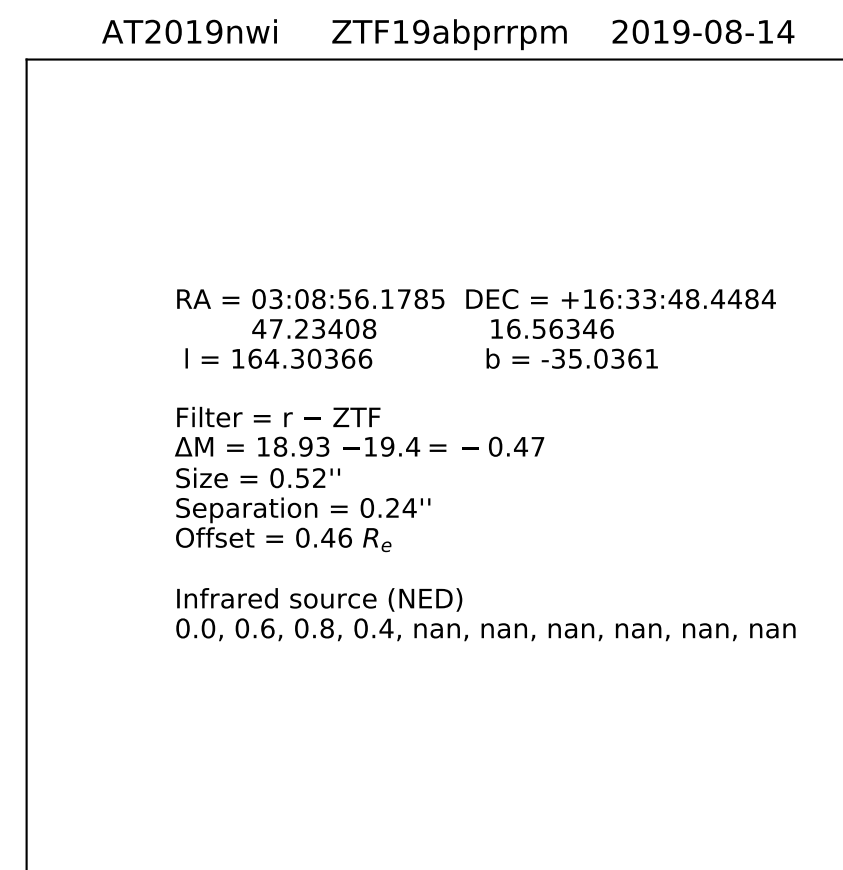 AT2019nwi ZTF19abprrpm 2019-08-14
RA = 03:08:56.1785 DEC = +16:33:48.4484
47.23408 16.56346
l = 164.30366 b = -35.0361
Filter = r − ZTF
ΔM = 18.93 −19.4 = − 0.47
Size = 0.52''
Separation = 0.24''
Offset = 0.46 Re
Infrared source (NED)
0.0, 0.6, 0.8, 0.4, nan, nan, nan, nan, nan, nan